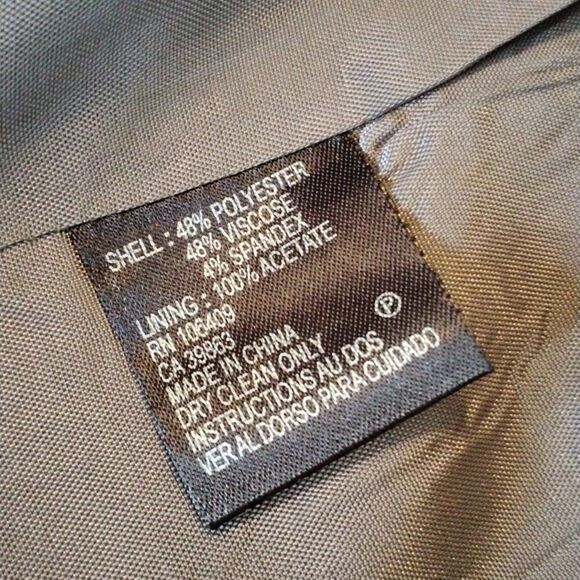 SHELL : 48% POLYESTER
48% VISCOSE
4% SPANDEX
LINING : 100% ACETATE
RN 106409
CA 39863
MADE IN CHINA
DRY CLEAN ONLY
INSTRUCTIONS AU DOS
VER AL DORSO PARA CUIDADO
P